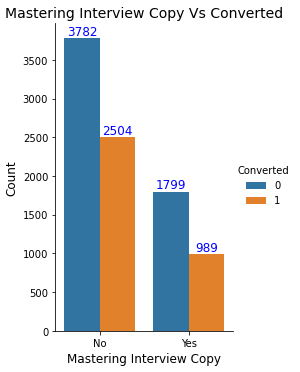 Mastering Interview Copy Vs Converted
3782
3500
3000
2500
2000
1500
1000
500
0
Count
2504
1799
989
No
Yes
Mastering Interview Copy
Converted
0
1